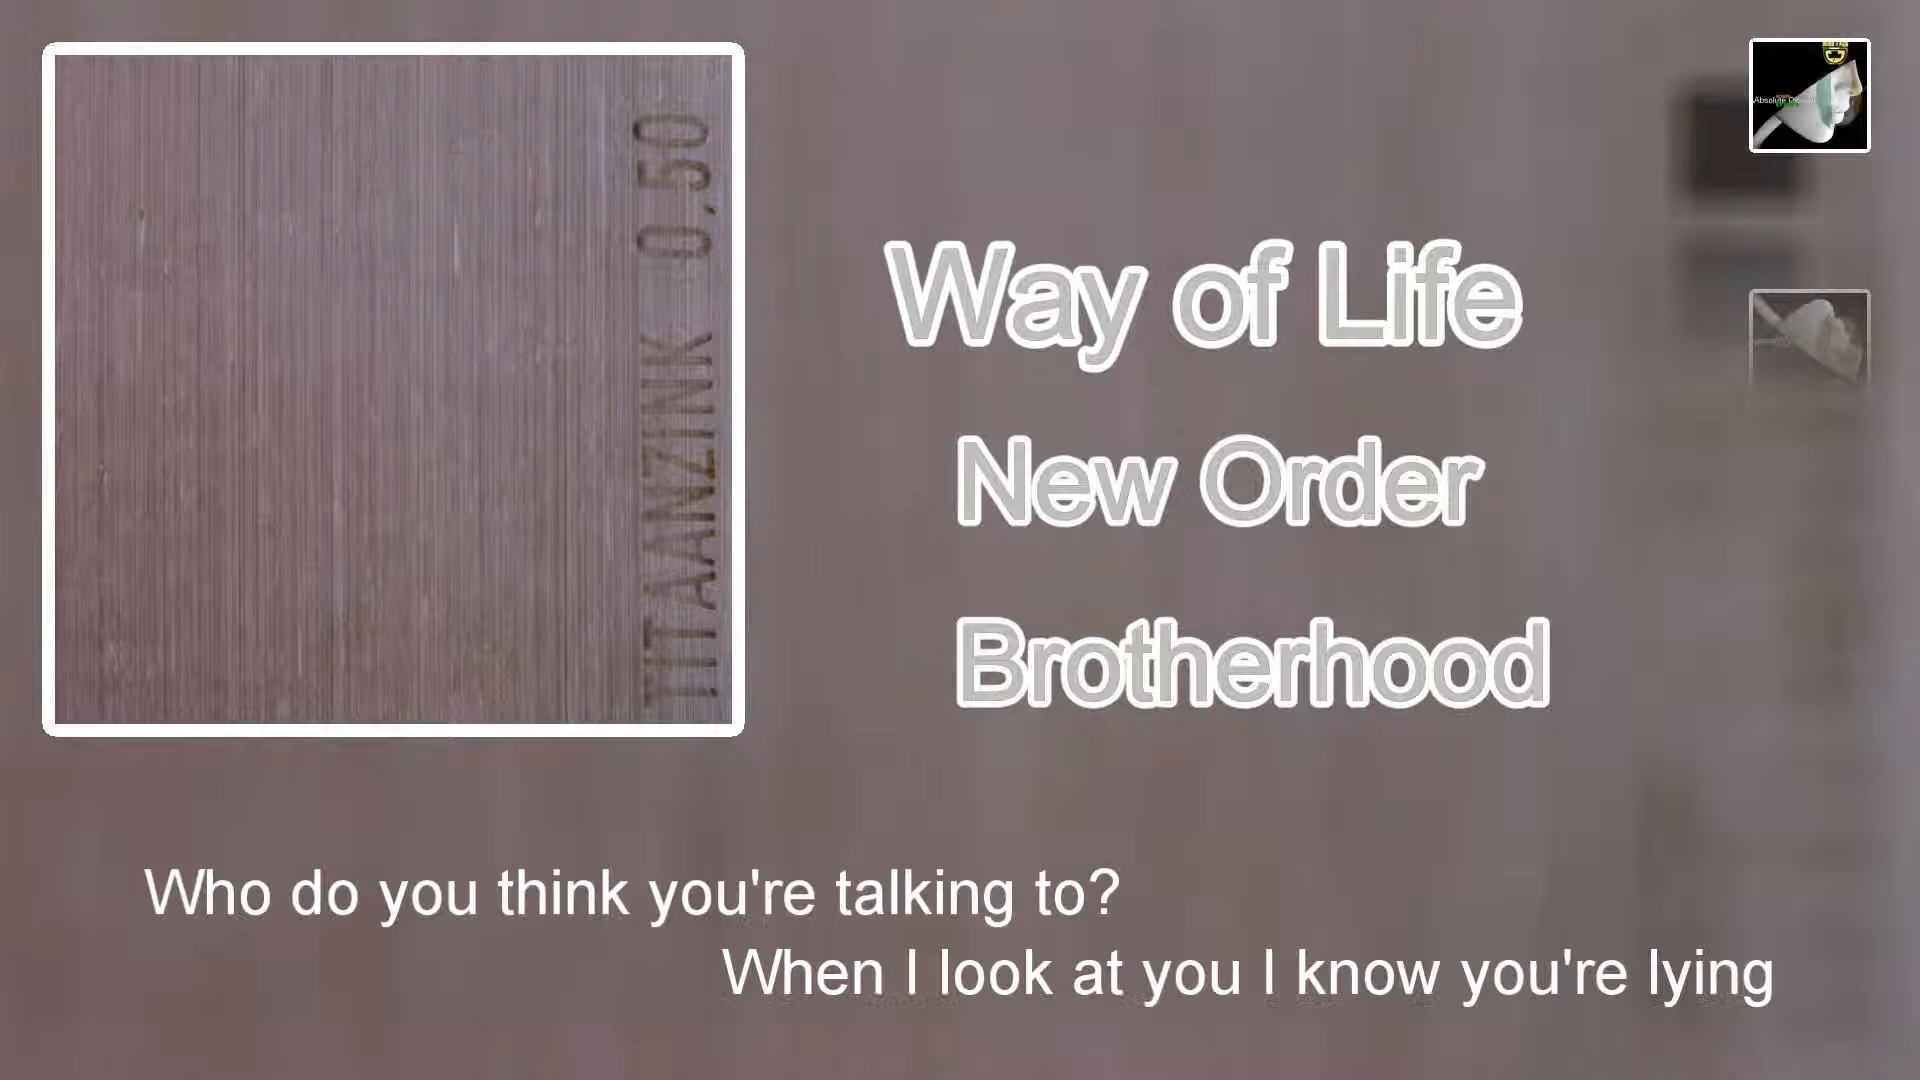 TITAANZINK 0,50
Way of Life
New Order
Brotherhood
Who do you think you're talking to?
When I look at you I know you're lying